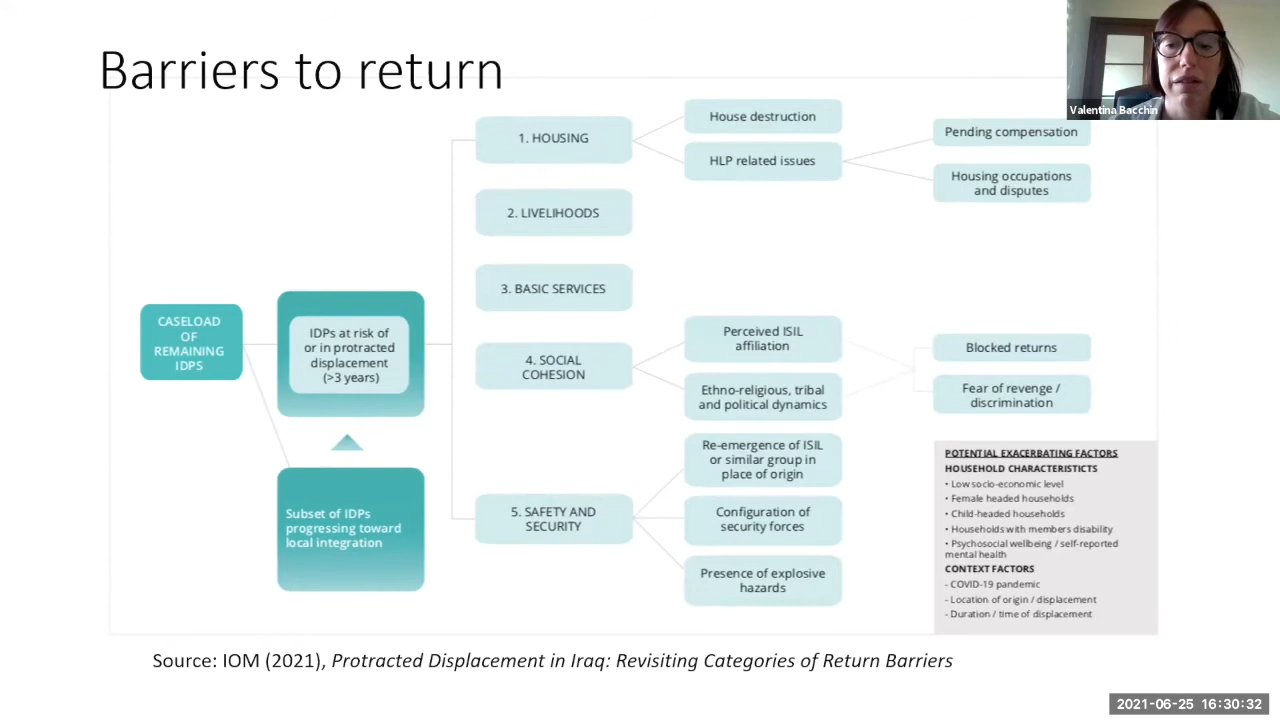 Barriers to return
Valentina Bacchin
CASELOAD
OF
REMAINING
IDPS
IDPs at risk of
or in protracted
displacement
(>3 years)
Subset of IDPs
progressing toward
local integration
1. HOUSING
House destruction
HLP related issues
Pending compensation
Housing occupations
and disputes
2. LIVELIHOODS
3. BASIC SERVICES
4. SOCIAL
COHESION
Perceived ISIL
affiliation
Ethno-religious, tribal
and political dynamics
Blocked returns
Fear of revenge /
discrimination
5. SAFETY AND
SECURITY
Re-emergence of ISIL
or similar group in
place of origin
Configuration of
security forces
Presence of explosive
hazards
POTENTIAL EXACERBATING FACTORS
HOUSEHOLD CHARACTERISTICTS
• Low socio-economic level
• Female headed households
• Child-headed households
• Households with members disability
• Psychosocial wellbeing / self-reported
mental health
CONTEXT FACTORS
- COVID-19 pandemic
- Location of origin / displacement
- Duration / time of displacement
Source: IOM (2021), Protracted Displacement in Iraq: Revisiting Categories of Return Barriers
2021-06-25 16:30:32